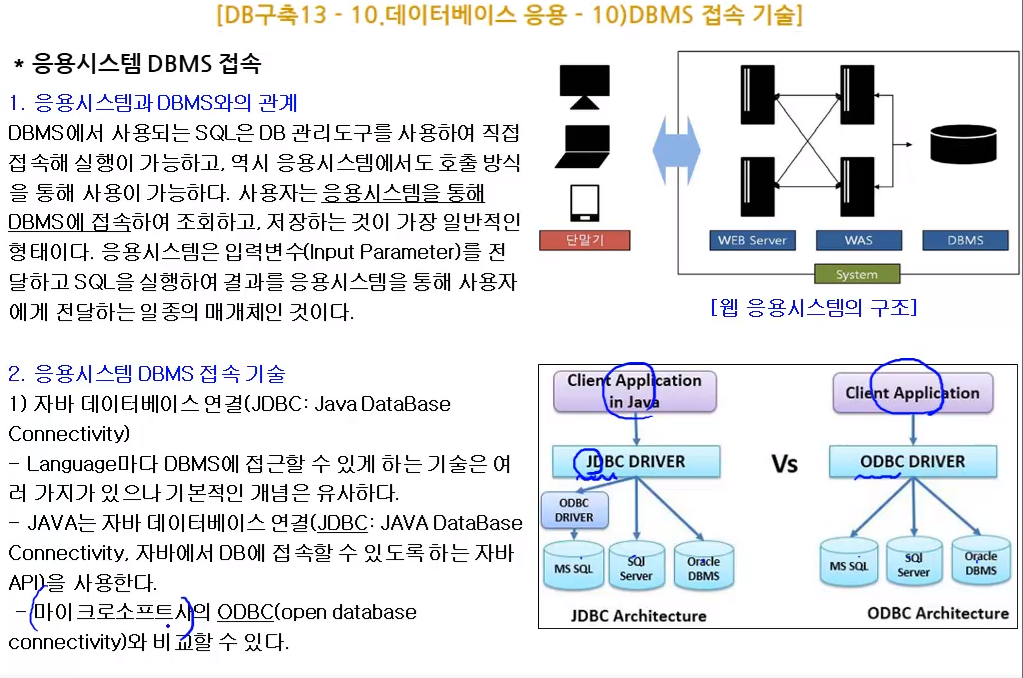 [DB구축13 - 10.데이터베이스 응용 - 10)DBMS 접속 기술]
* 응용시스템 DBMS 접속
1. 응용시스템과 DBMS와의 관계
DBMS에서 사용되는 SQL은 DB 관리도구를 사용하여 직접
접속해 실행이 가능하고, 역시 응용시스템에서도 호출 방식
을 통해 사용이 가능하다. 사용자는 응용시스템을 통해
DBMS에 접속하여 조회하고, 저장하는 것이 가장 일반적인
형태이다. 응용시스템은 입력변수(Input Parameter)를 전
달하고 SQL을 실행하여 결과를 응용시스템을 통해 사용자
에게 전달하는 일종의 매개체인 것이다.
단말기
WEB Server
WAS
DBMS
System
[웹 응용시스템의 구조]
2. 응용시스템 DBMS 접속 기술
1) 자바 데이터베이스 연결(JDBC: Java DataBase
Connectivity)
- Language마다 DBMS에 접근할 수 있게 하는 기술은 여
러 가지가 있으나 기본적인 개념은 유사하다.
- JAVA는 자바 데이터베이스 연결(JDBC: JAVA DataBase
Connectivity, 자바에서 DB에 접속할 수 있도록 하는 자바
API)을 사용한다.
- 마이크로소프트사의 ODBC(open database
connectivity)와 비교할 수 있다.
Client Application
in Java
JDBC DRIVER
ODBC
DRIVER
MS SQL
SQl
Server
Oracle
DBMS
JDBC Architecture
Vs
Client Application
ODBC DRIVER
MS SQL
SQl
Server
Oracle
DBMS
ODBC Architecture